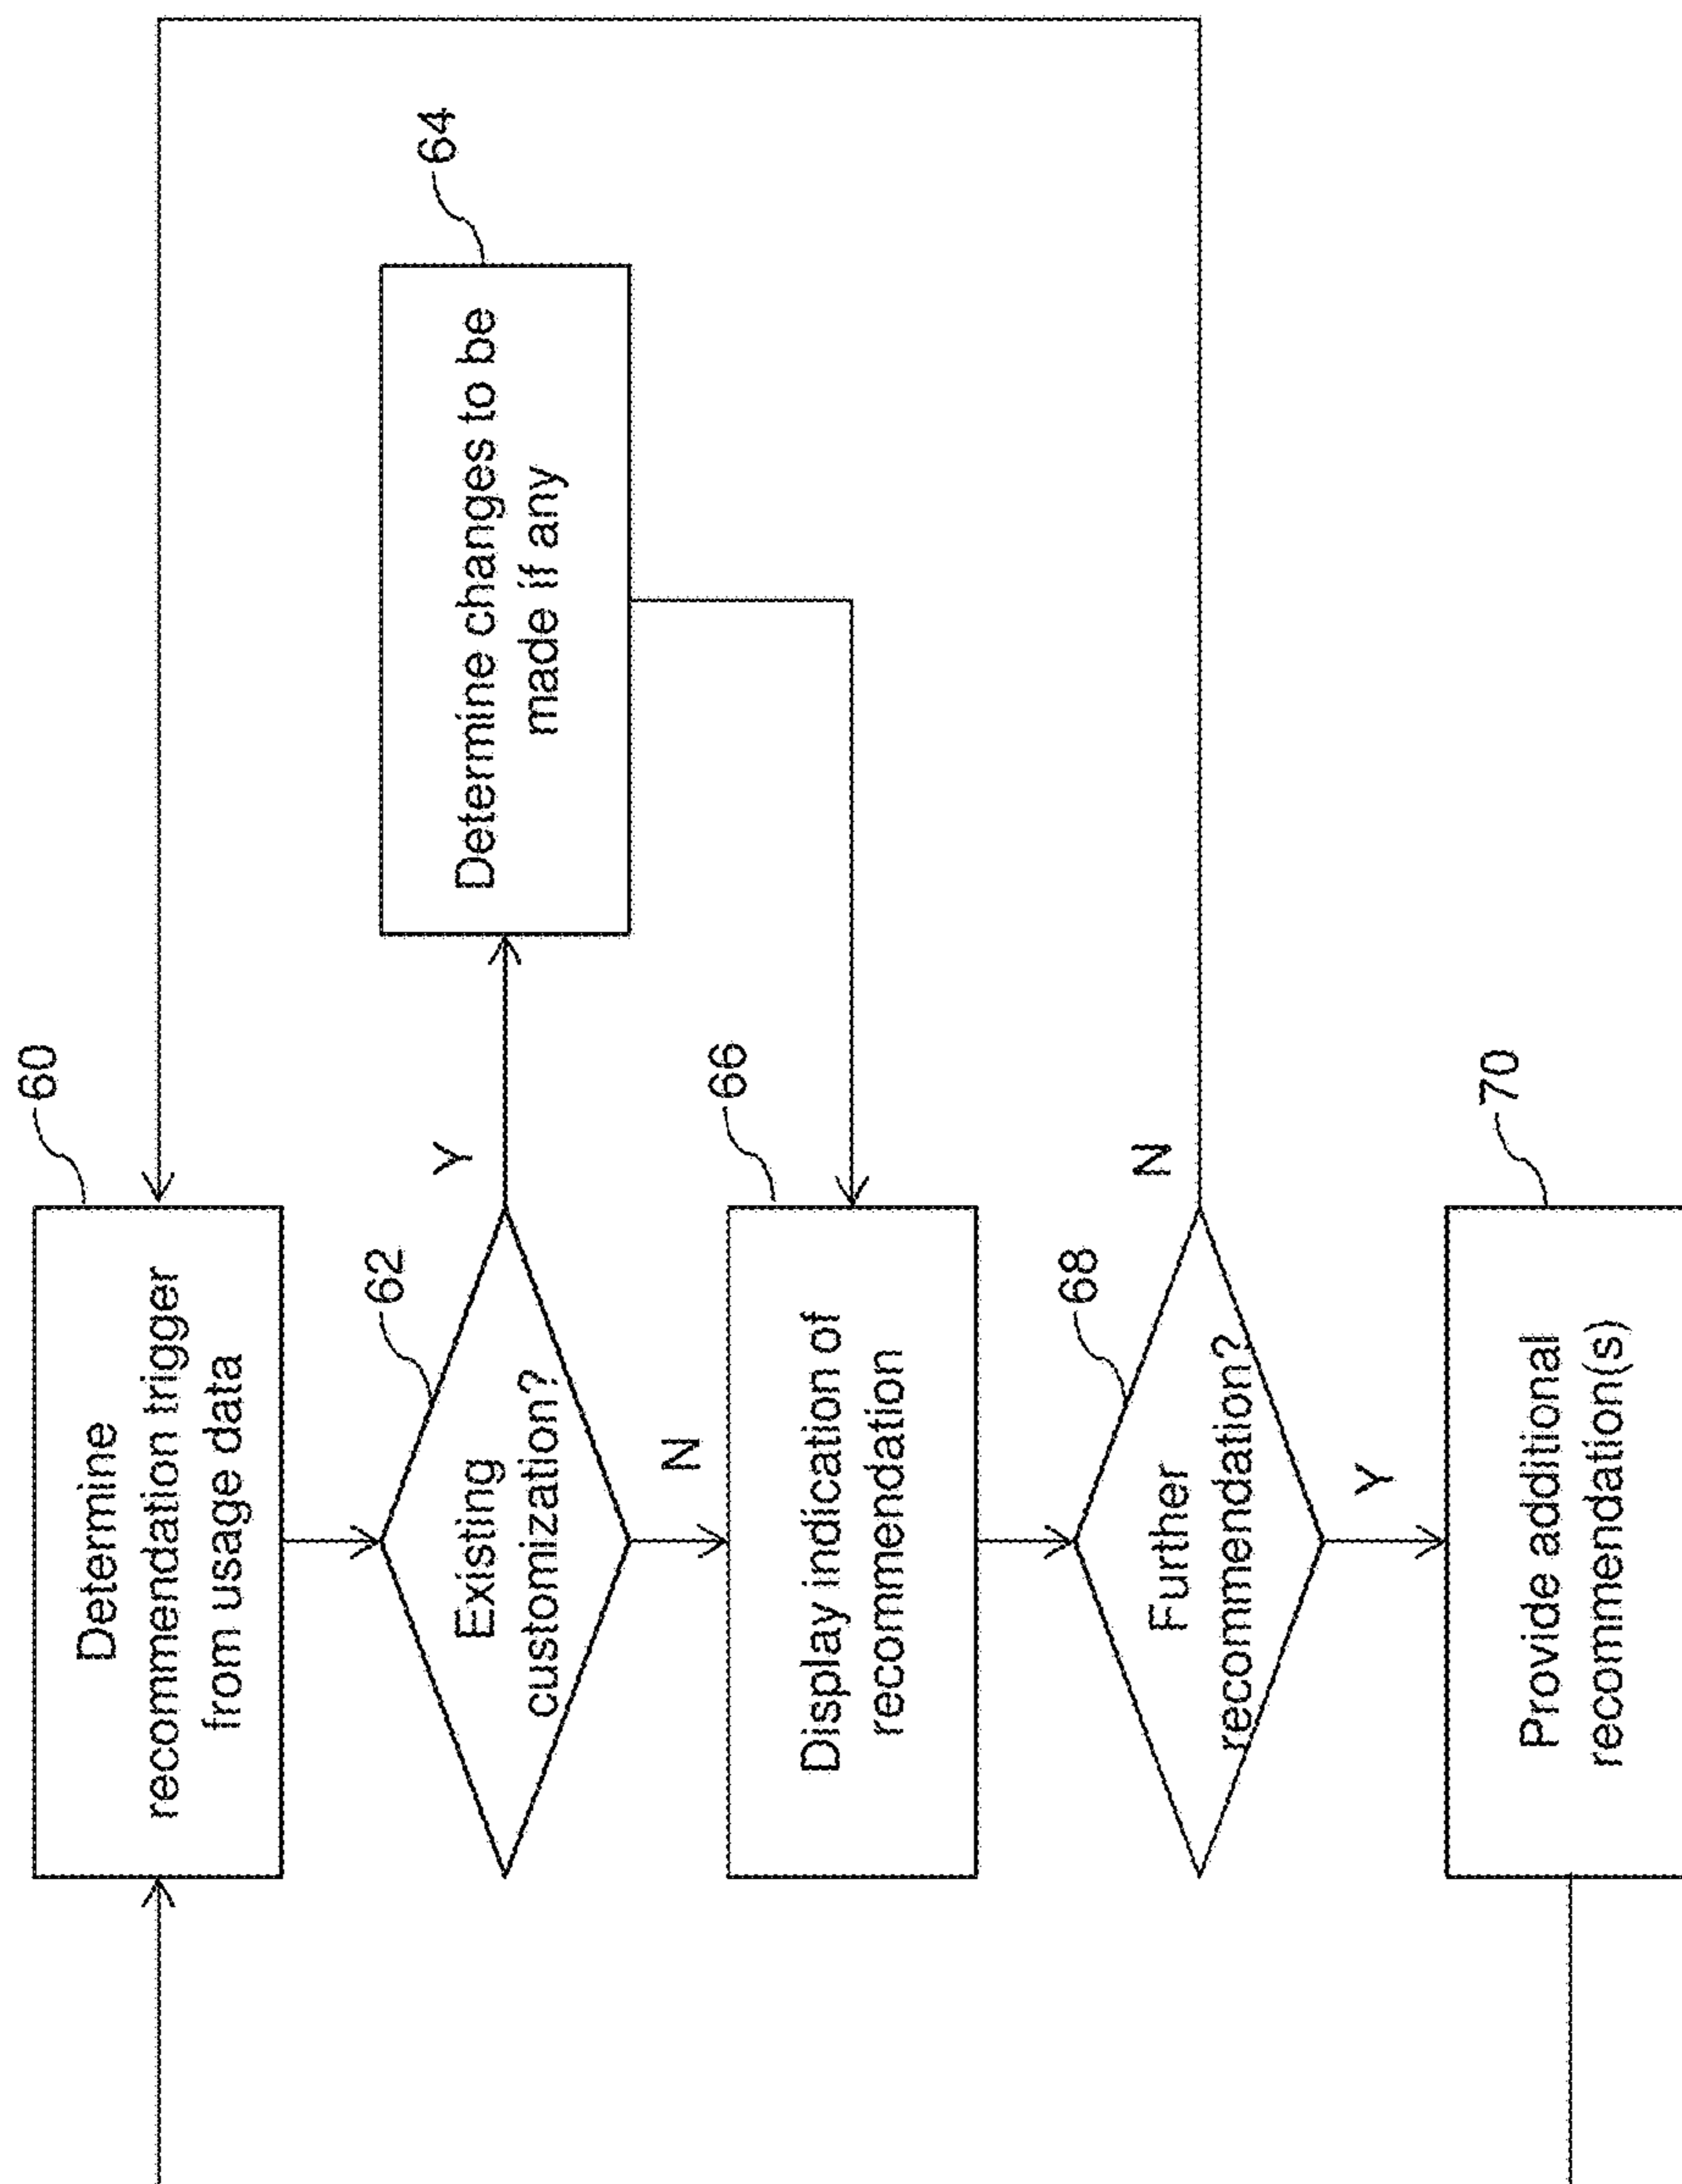 60
Determine
recommendation trigger
from usage data
62
Existing
customization?
Y
64
Determine changes to be
made if any
N
66
Display indication of
recommendation
68
Further
recommendation?
N
Y
70
Provide additional
recommendation(s)